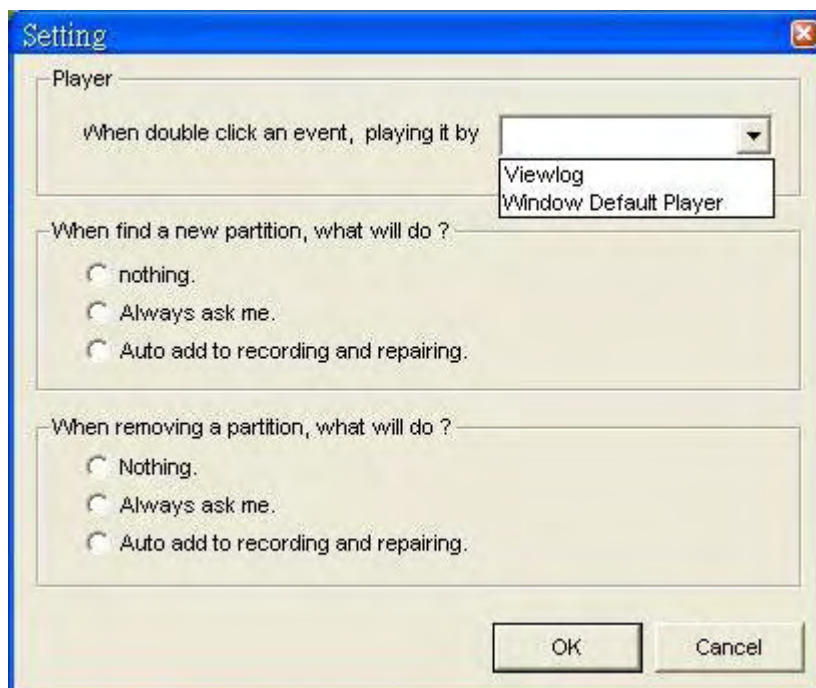 Setting
Player
When double click an event, playing it by
Viewlog
Window Default Player
When find a new partition, what will do ?
nothing.
Always ask me.
Auto add to recording and repairing.
When removing a partition, what will do ?
Nothing.
Always ask me.
Auto add to recording and repairing.
OK
Cancel